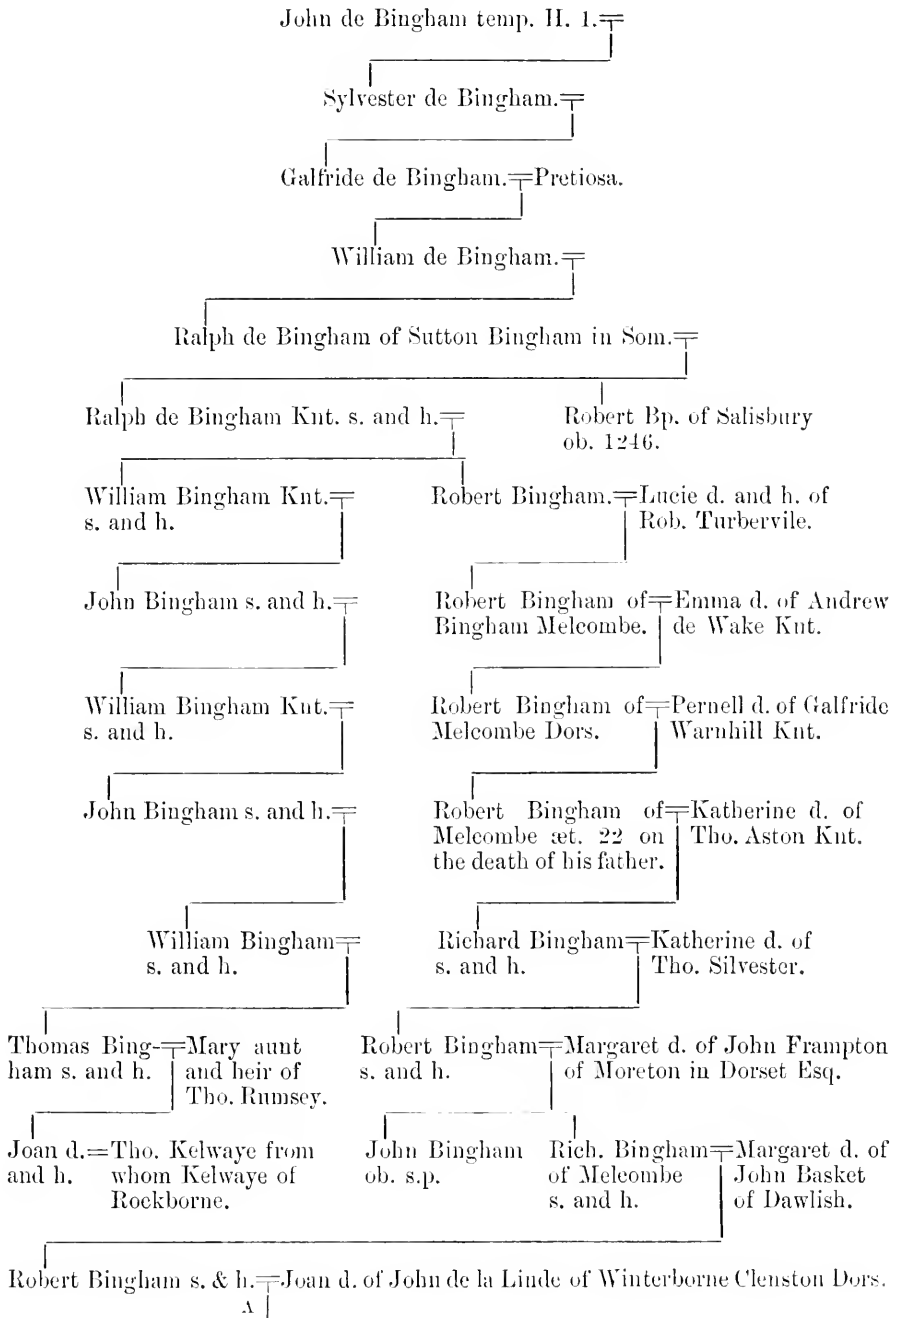 John de Bingham temp. H. 1.
Sylvester de Bingham.
Galfride de Bingham. Pretiosa.
William de Bingham.
Ralph de Bingham of Sutton Bingham in Som.
Ralph de Bingham Knt. s. and h.
Robert Bp. of Salisbury
ob. 1246.
William Bingham Knt.
s. and h.
Robert Bingham.
Lucie d. and h. of
Rob. Turbervile.
John Bingham s. and h.
Robert Bingham of
Bingham Melcombe.
Emma d. of Andrew
de Wake Knt.
William Bingham Knt.
s. and h.
Robert Bingham of
Melcombe Dors.
Pernell d. of Galfride
Warnhill Knt.
John Bingham s. and h.
Robert Bingham of
Melcombe æt. 22 on
the death of his father.
Katherine d. of
Tho. Aston Knt.
William Bingham
s. and h.
Richard Bingham
s. and h.
Katherine d. of
Tho. Silvester.
Thomas Bing-
ham s. and h.
Mary aunt
and heir of
Tho. Rumsey.
Robert Bingham
s. and h.
Margaret d. of John Frampton
of Moreton in Dorset Esq.
Joan d.
and h.
= Tho. Kelwaye from
whom Kelwaye of
Rockborne.
John Bingham
ob. s.p.
Rich. Bingham
of Melcombe
s. and h.
Margaret d. of
John Basket
of Dawlish.
Robert Bingham s. & h. Joan d. of John de la Linde of Winterborne Clenston Dors.
A